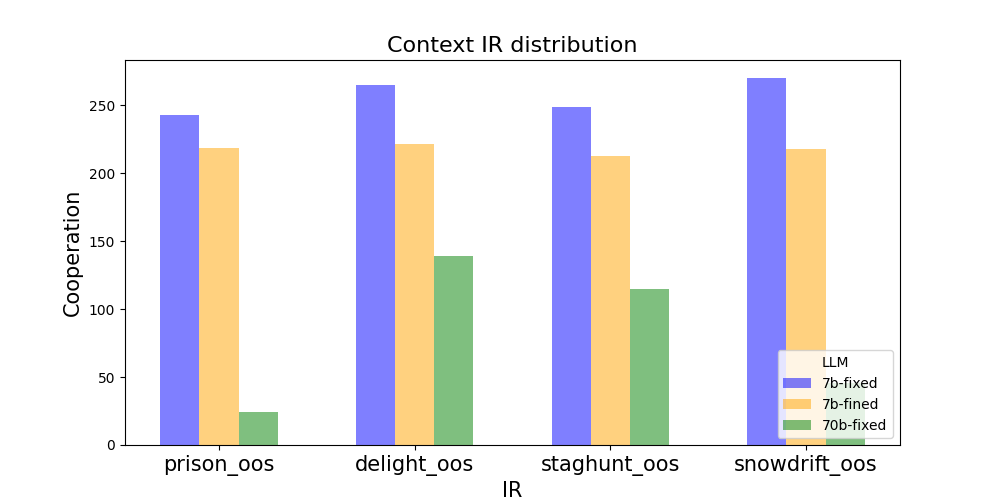 Context IR distribution
Cooperation
250
200
150
100
50
0
prison_oos
delight_oos
staghunt_oos
snowdrift_oos
IR
LLM
7b-fixed
7b-fined
70b-fixed